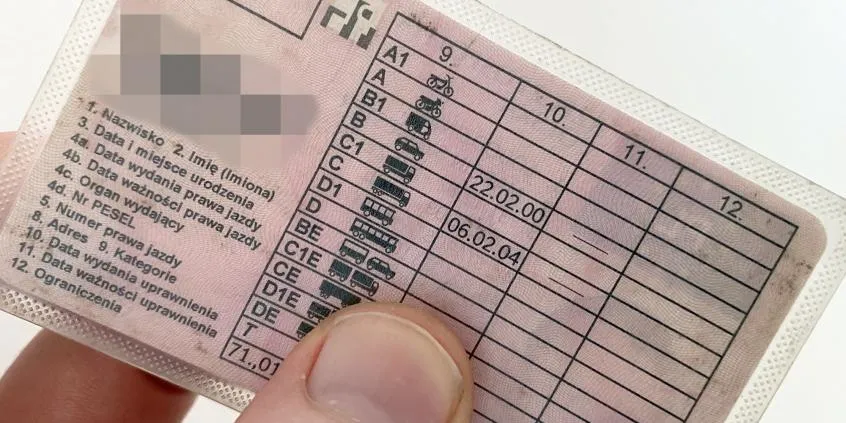 1. Nazwisko 2. Imię (Imiona)
3. Data i miejsce urodzenia
4a. Data wydania prawa jazdy
4b. Data ważności prawa jazdy
4c. Organ wydający
4d. Nr PESEL
5. Numer prawa jazdy
8. Adres 9. Kategorie
10. Data wydania uprawnienia
11. Data ważności uprawnienia
12. Ograniczenia
9. 10. 11. 12.
A1
A
B1
B 22.02.00
C1
C 06.02.04
D1
D
BE
C1E
CE
D1E
DE
T
71.,01